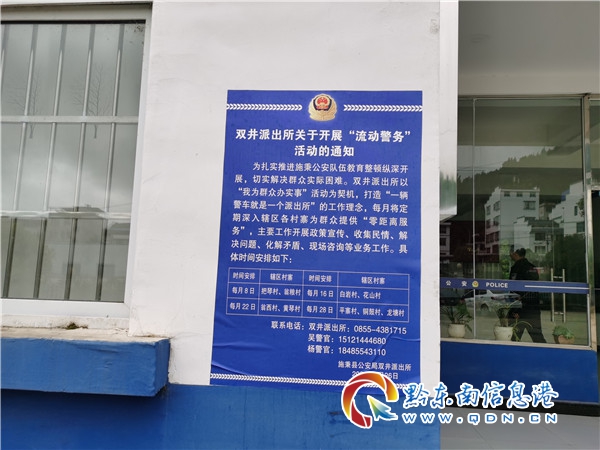 双井派出所关于开展“流动警务”
活动的通知
为扎实推进施秉公安队伍教育整顿纵深开
展，切实解决群众实际困难。双井派出所以
“我为群众办实事”活动为契机，打造“一辆
警车就是一个派出所”的工作理念，每月将定
期深入辖区各村寨为群众提供“零距离服
务”，主要工作开展政策宣传、收集民情、解
决问题、化解矛盾、现场咨询等业务工作。具
体时间安排如下：
时间安排 辖区村寨 时间安排 辖区村寨
每月8日 把琴村、翁粮村 每月16日 白岩村、花山村
每月22日 翁西村、黄琴村 每月28日 平寨村、铜鼓村、龙塘村
联系电话：双井派出所：0855-4381715
吴警官：15121444680
杨警官：18485543110
施秉县公安局双井派出所
公安 POLICE
黔东南信息港
WWW.QDN.CN